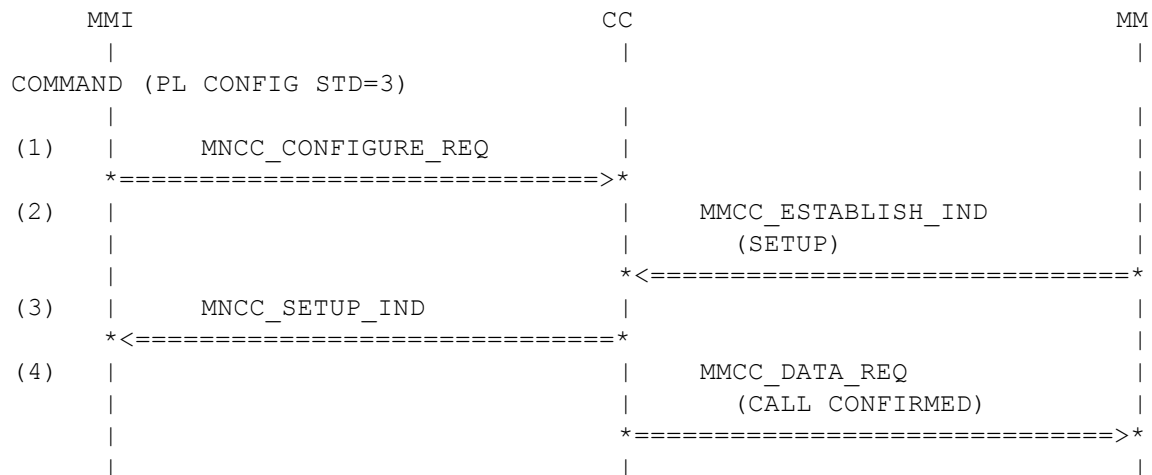 MMI CC MM
COMMAND (PL CONFIG STD=3)
(1) MNCC_CONFIGURE_REQ
(2) MMCC_ESTABLISH_IND
(SETUP)
(3) MNCC_SETUP_IND
(4) MMCC_DATA_REQ
(CALL CONFIRMED)